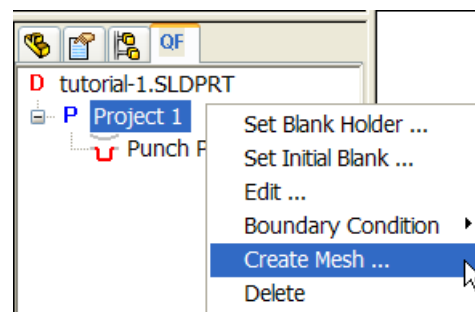 QF
D tutorial-1.SLDPRT
P Project 1
Punch P
Set Blank Holder ...
Set Initial Blank ...
Edit ...
Boundary Condition
Create Mesh ...
Delete